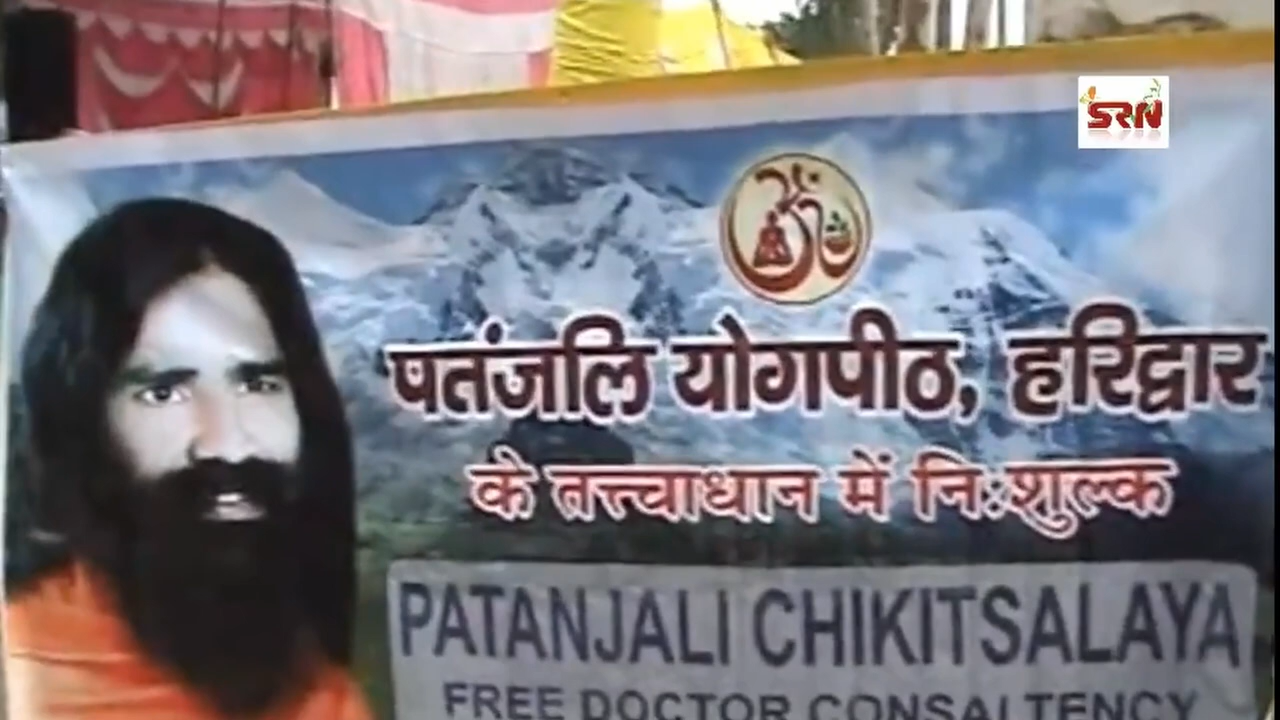 SRN
पतंजलि योगपीठ, हरिद्वार
के तत्त्वाधान में निःशुल्क
PATANJALI CHIKITSALAYA
FREE DOCTOR CONSALTENCY